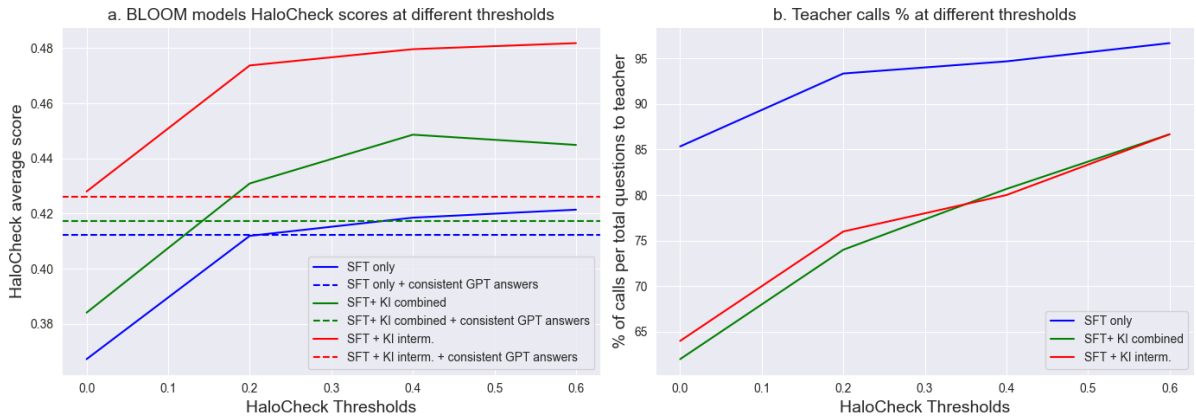 a. BLOOM models HaloCheck scores at different thresholds
HaloCheck average score
0.48
0.46
0.44
0.42
0.40
0.38
0.0 0.1 0.2 0.3 0.4 0.5 0.6
HaloCheck Thresholds
SFT only
SFT only + consistent GPT answers
SFT+ KI combined
SFT+ KI combined + consistent GPT answers
SFT + KI interm.
SFT + KI interm. + consistent GPT answers
b. Teacher calls % at different thresholds
% of calls per total questions to teacher
95
90
85
80
75
70
65
0.0 0.1 0.2 0.3 0.4 0.5 0.6
HaloCheck Thresholds
SFT only
SFT+ KI combined
SFT + KI interm.